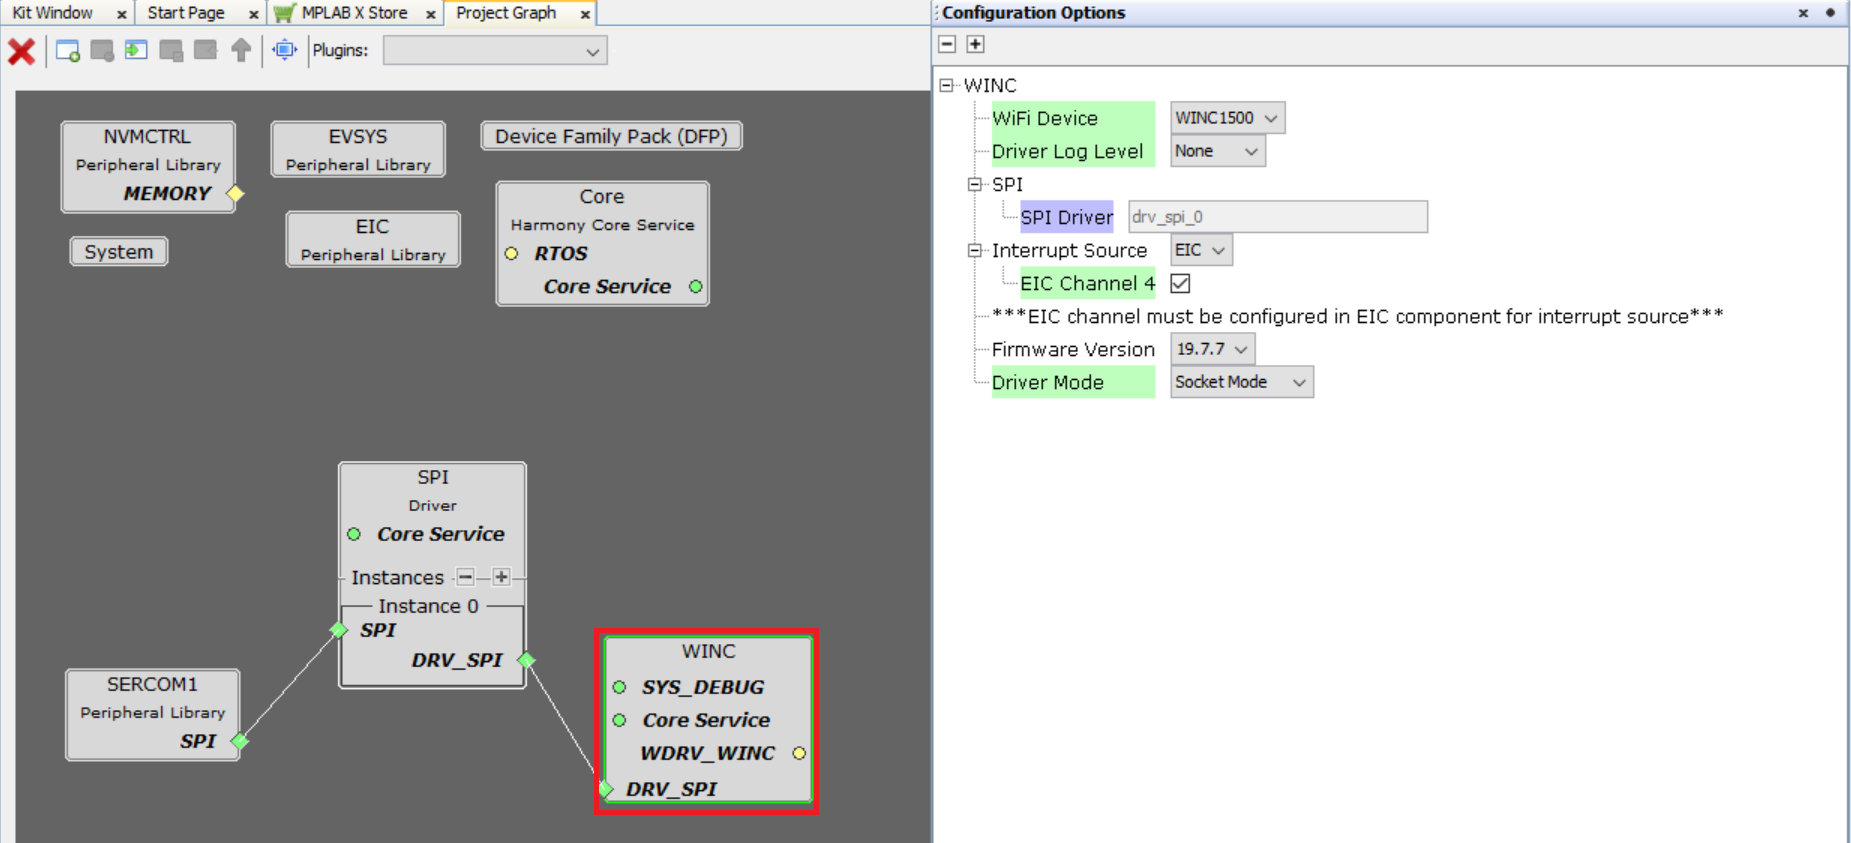 Kit Window x Start Page x MPLAB X Store x Project Graph x
Plugins:
NVMCTRL
Peripheral Library
MEMORY
EVSYS
Peripheral Library
Device Family Pack (DFP)
System
EIC
Peripheral Library
Core
Harmony Core Service
RTOS
Core Service
SPI
Driver
Core Service
Instances
Instance 0
SPI
DRV_SPI
SERCOM1
Peripheral Library
SPI
WINC
SYS_DEBUG
Core Service
WDRV_WINC
DRV_SPI
Configuration Options x
WINC
WiFi Device WINC1500
Driver Log Level None
SPI
SPI Driver drv_spi_0
Interrupt Source EIC
EIC Channel 4
***EIC channel must be configured in EIC component for interrupt source***
Firmware Version 19.7.7
Driver Mode Socket Mode